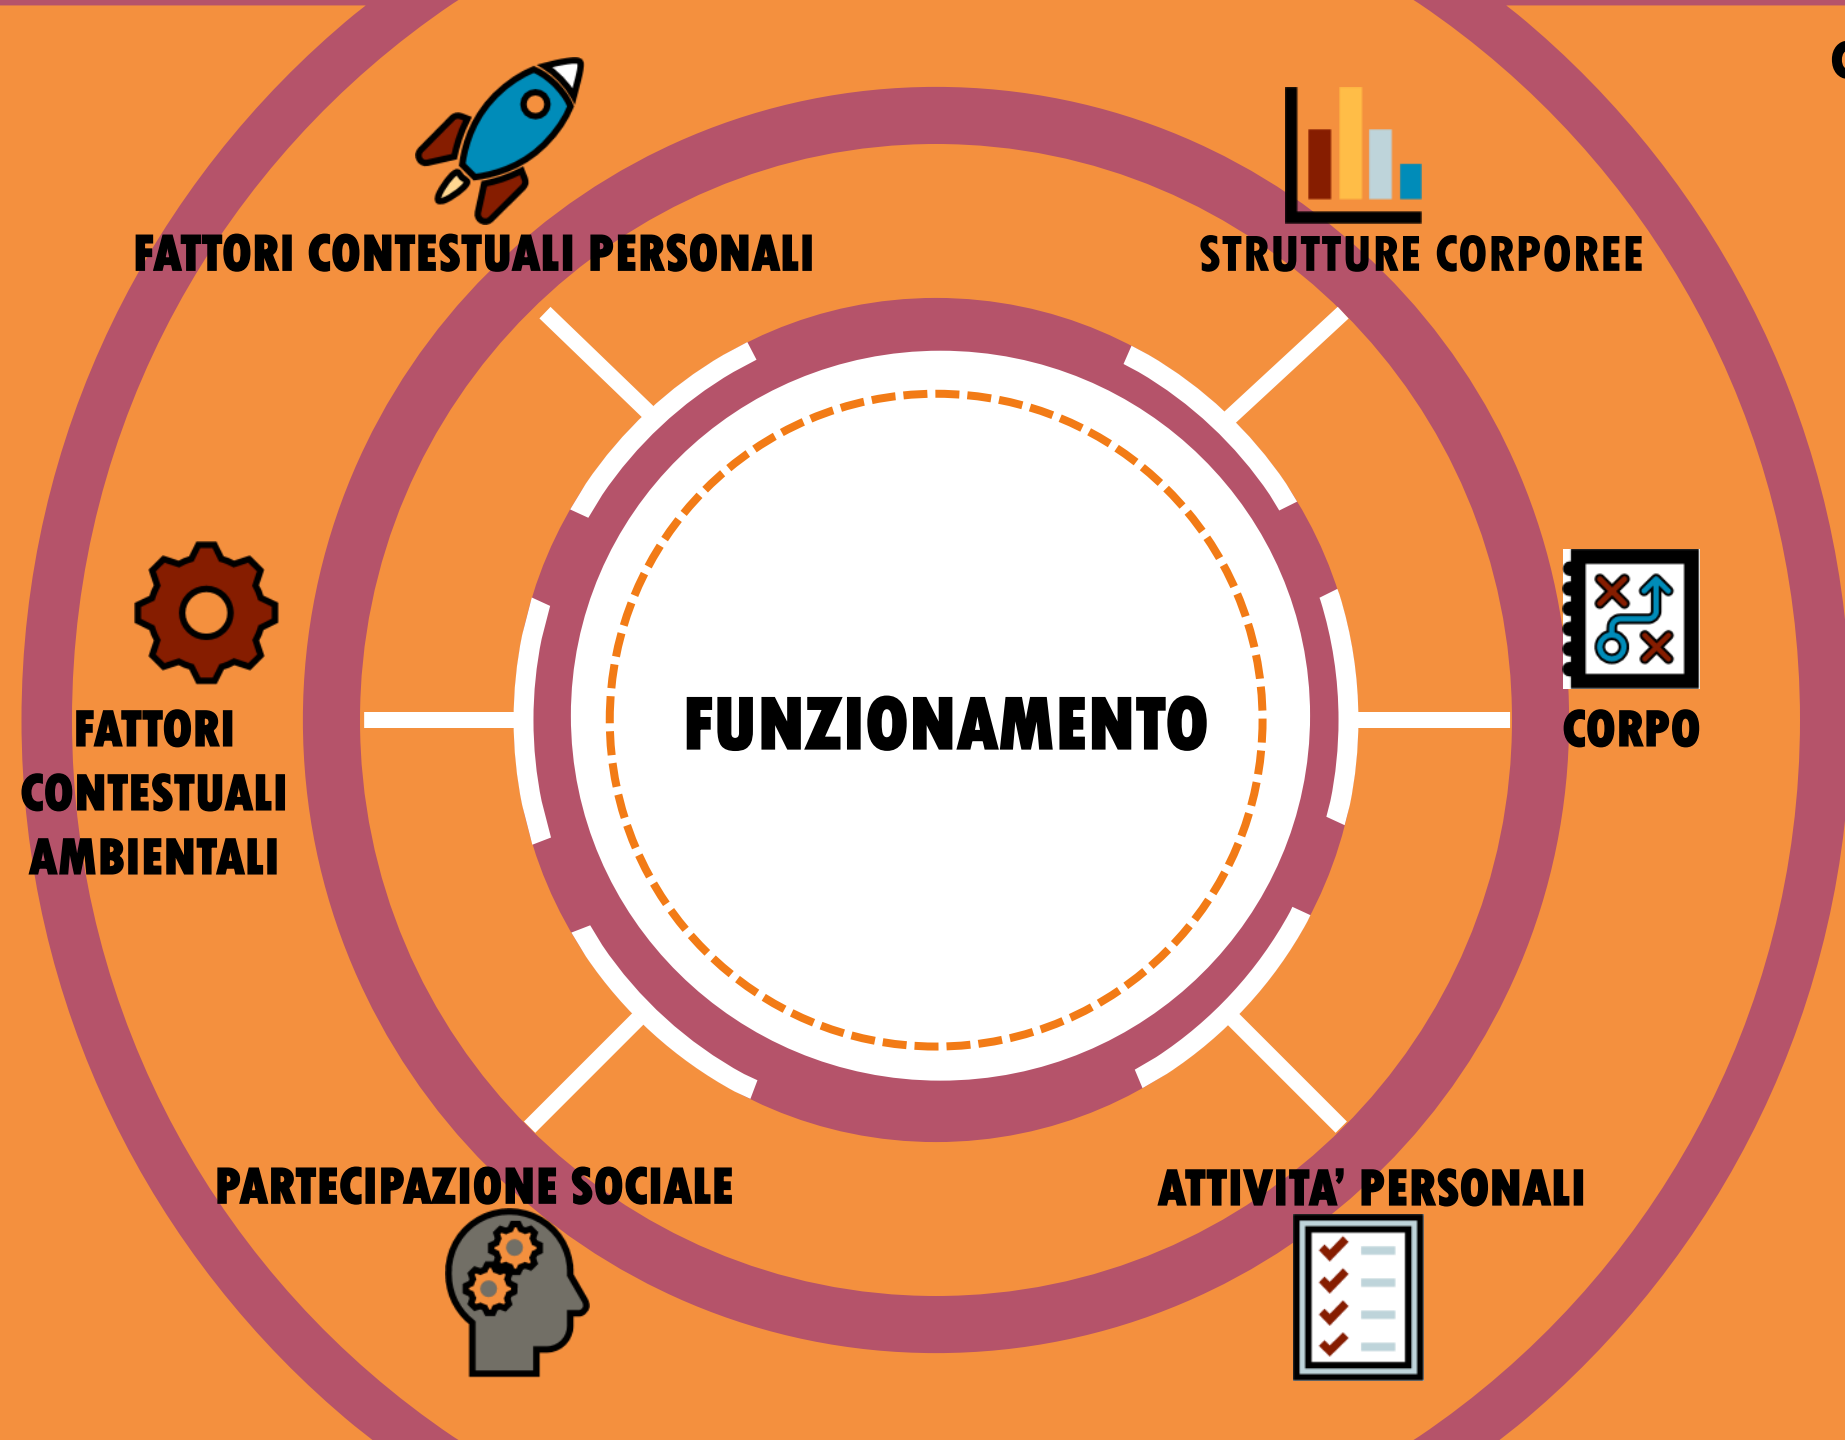 FATTORI CONTESTUALI PERSONALI
STRUTTURE CORPOREE
FUNZIONAMENTO
CORPO
FATTORI
CONTESTUALI
AMBIENTALI
PARTECIPAZIONE SOCIALE
ATTIVITA’ PERSONALI